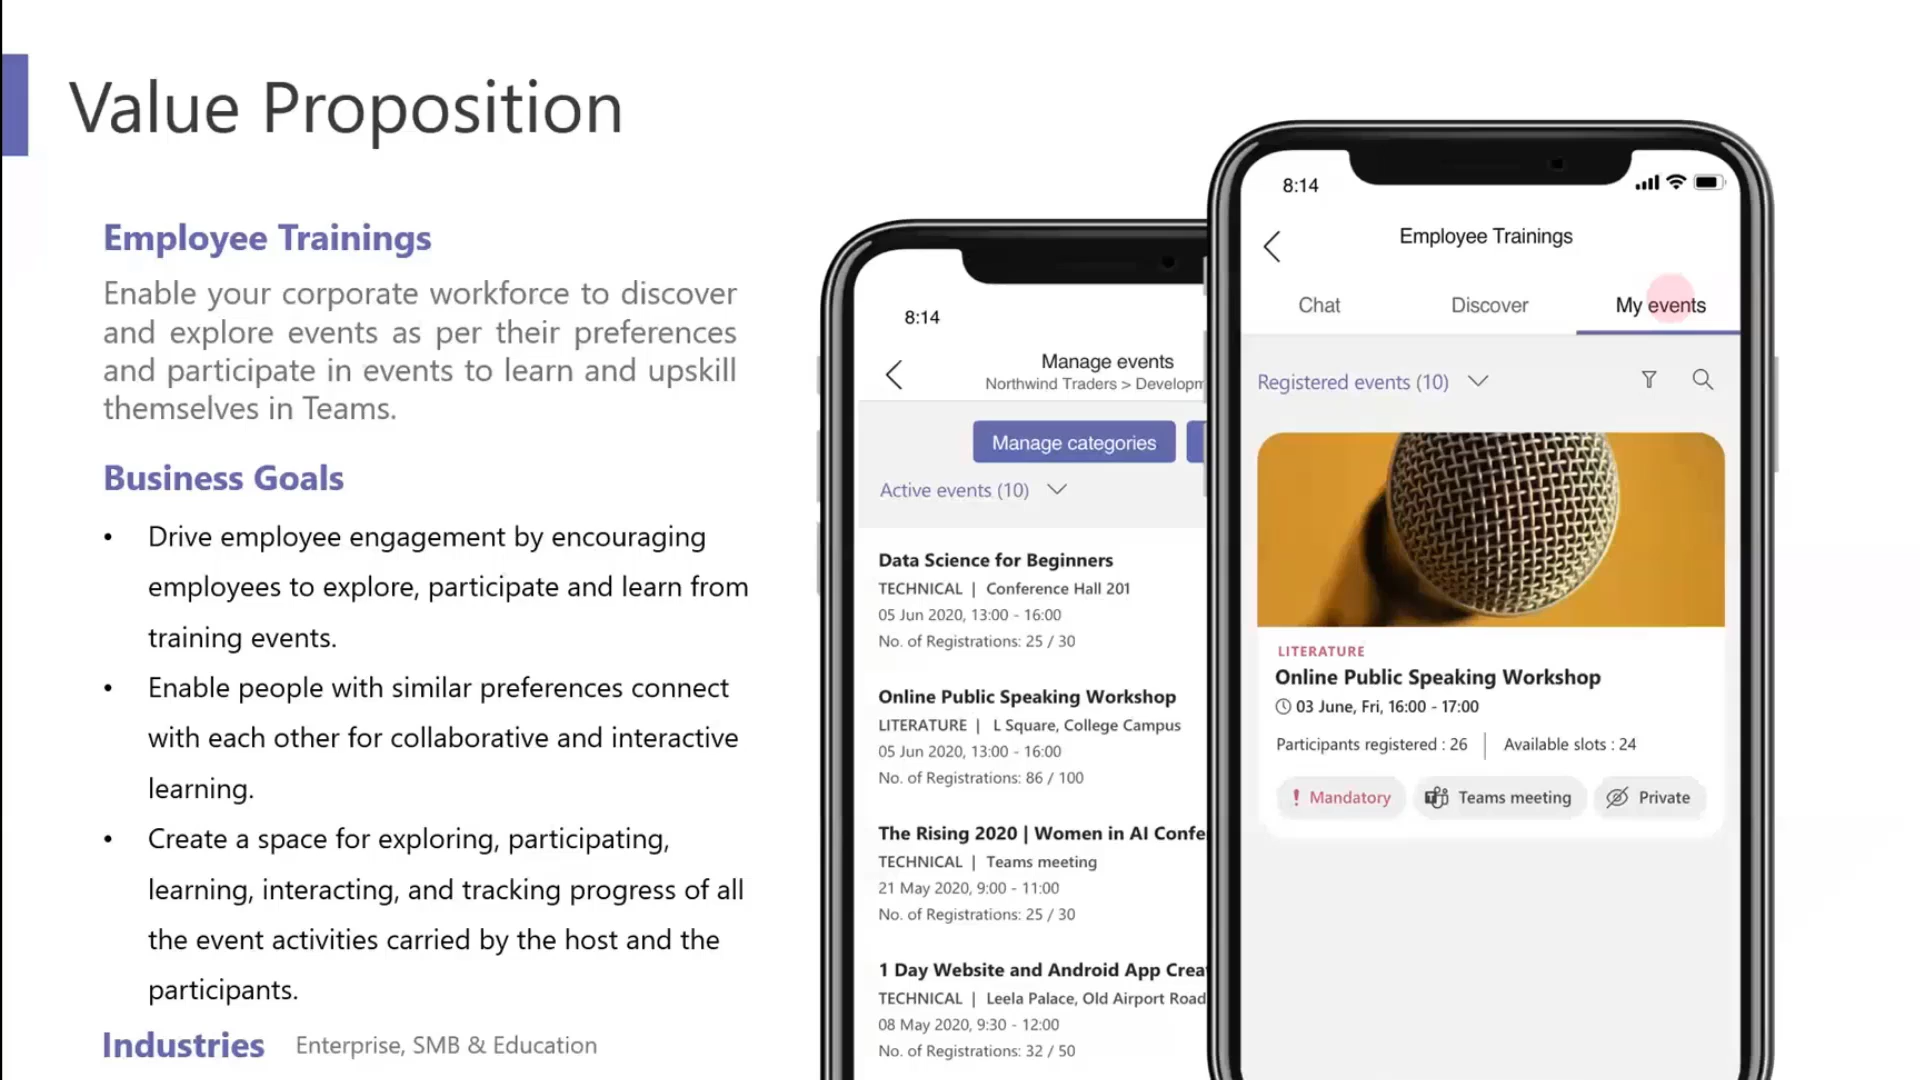 Value Proposition
Employee Trainings
Enable your corporate workforce to discover
and explore events as per their preferences
and participate in events to learn and upskill
themselves in Teams.
Business Goals
• Drive employee engagement by encouraging
employees to explore, participate and learn from
training events.
• Enable people with similar preferences connect
with each other for collaborative and interactive
learning.
• Create a space for exploring, participating,
learning, interacting, and tracking progress of all
the event activities carried by the host and the
participants.
Industries Enterprise, SMB & Education
8:14
Manage events
Northwind Traders > Developm
Manage categories
Active events (10)
Data Science for Beginners
TECHNICAL | Conference Hall 201
05 Jun 2020, 13:00 - 16:00
No. of Registrations: 25 / 30
Online Public Speaking Workshop
LITERATURE | L Square, College Campus
05 Jun 2020, 13:00 - 16:00
No. of Registrations: 86 / 100
The Rising 2020 | Women in AI Confe
TECHNICAL | Teams meeting
21 May 2020, 9:00 - 11:00
No. of Registrations: 25 / 30
1 Day Website and Android App Crea
TECHNICAL | Leela Palace, Old Airport Road
08 May 2020, 9:30 - 12:00
No. of Registrations: 32 / 50
8:14
Employee Trainings
Chat Discover My events
Registered events (10)
LITERATURE
Online Public Speaking Workshop
03 June, Fri, 16:00 - 17:00
Participants registered : 26 | Available slots : 24
! Mandatory Teams meeting Private